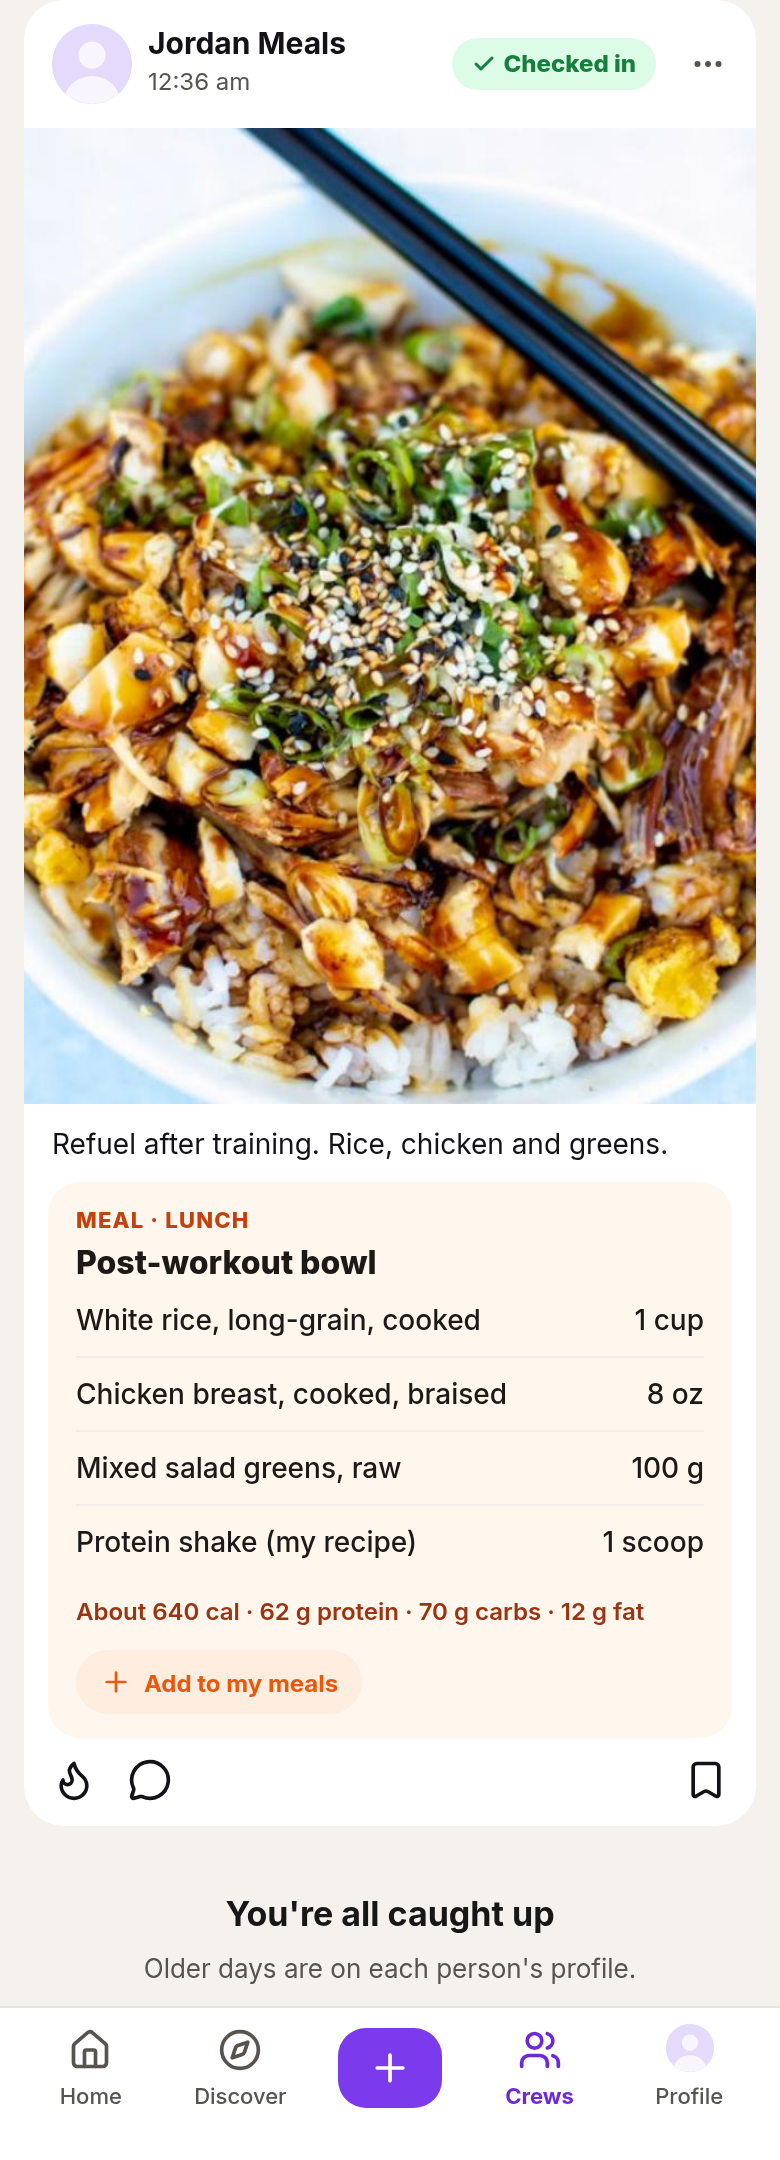 Jordan Meals
12:36 am
Checked in
Refuel after training. Rice, chicken and greens.
MEAL · LUNCH
Post-workout bowl
White rice, long-grain, cooked 1 cup
Chicken breast, cooked, braised 8 oz
Mixed salad greens, raw 100 g
Protein shake (my recipe) 1 scoop
About 640 cal · 62 g protein · 70 g carbs · 12 g fat
Add to my meals
You're all caught up
Older days are on each person's profile.
Home Discover Crews Profile